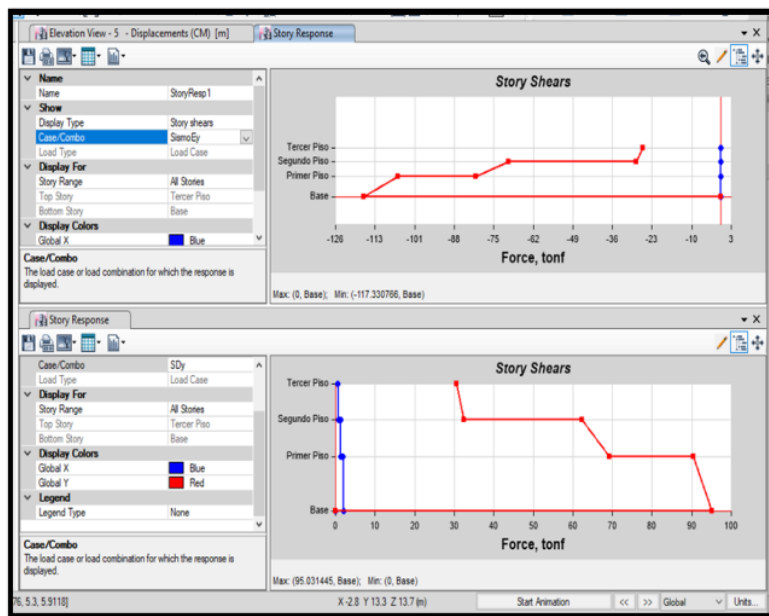 Elevation View - 5 - Displacements (CM) [m]
Story Response
Name
Name StoryResp1
Show
Display Type Story shears
Case/Combo SismoEy
Load Type Load Case
Display For
Story Range All Stories
Top Story Tercer Piso
Bottom Story Base
Display Colors
Global X Blue
Case/Combo
The load case or load combination for which the response is
displayed.
Story Shears
Tercer Piso
Segundo Piso
Primer Piso
Base
-126 -113 -101 -88 -75 -62 -49 -36 -23 -10 3
Force, tonf
Max: (0, Base); Min: (-117.330766, Base)
Story Response
Case/Combo SDy
Load Type Load Case
Display For
Story Range All Stories
Top Story Tercer Piso
Bottom Story Base
Display Colors
Global X Blue
Global Y Red
Legend
Legend Type None
Case/Combo
The load case or load combination for which the response is
displayed.
Story Shears
Tercer Piso
Segundo Piso
Primer Piso
Base
0 10 20 30 40 50 60 70 80 90 100
Force, tonf
Max: (95.031445, Base); Min: (0, Base)
76, 5.3, 5.9118]
X -2.8 Y 13.3 Z 13.7 (m)
Start Animation
<< >>
Global
Units...